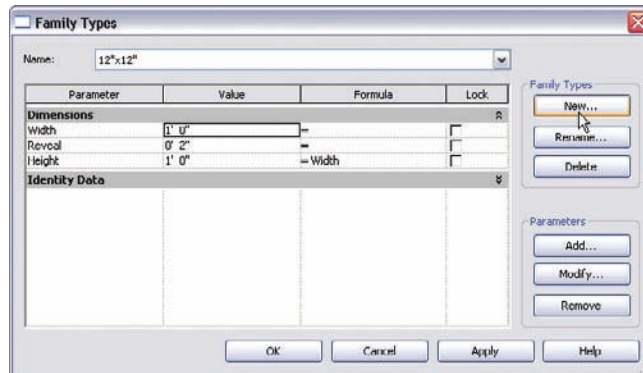 Family Types
Name: 12"x12"
Parameter Value Formula Lock
Dimensions
Width 1' 0" =
Reveal 0' 2" =
Height 1' 0" = Width
Identity Data
Family Types
New...
Rename...
Delete
Parameters
Add...
Modify...
Remove
OK Cancel Apply Help